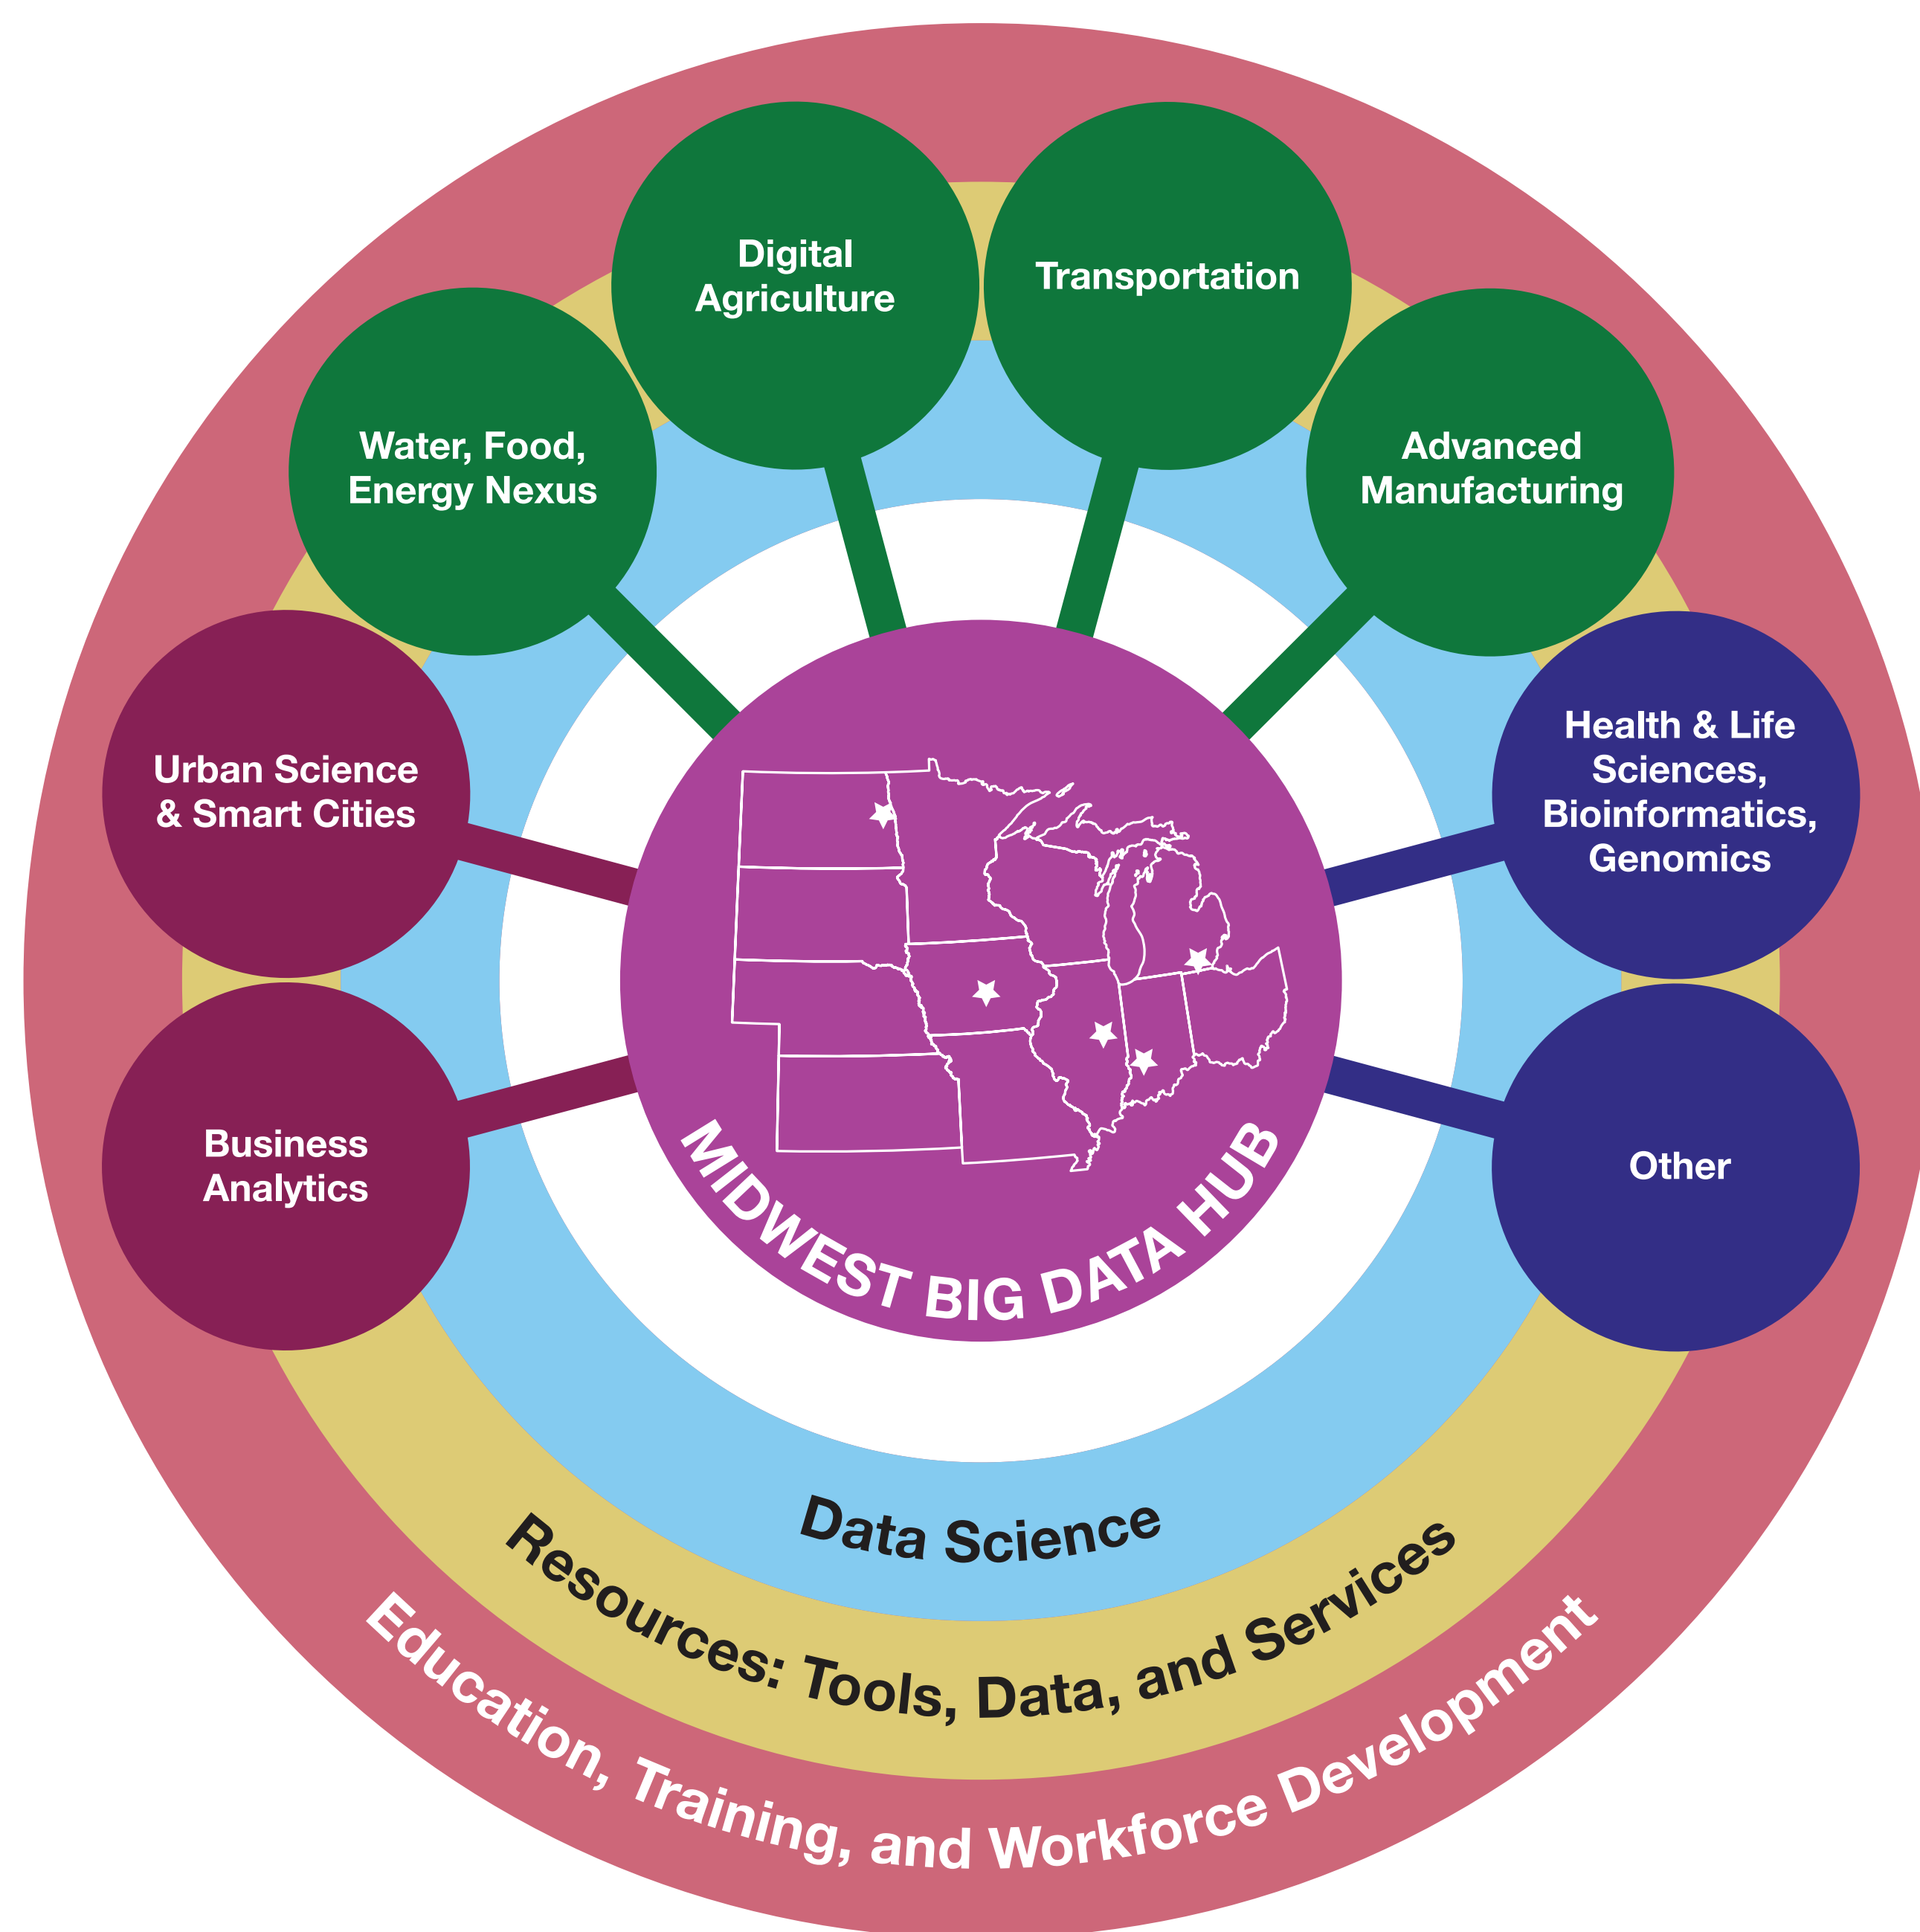 Digital
Agriculture
Transportation
Water, Food,
Energy Nexus
Advanced
Manufacturing
Urban Science
& Smart Cities
Health & Life
Sciences,
Bioinformatics,
Genomics
Business
Analytics
Other
MIDWEST BIG DATA HUB
Data Science
Resources: Tools, Data, and Services
Education, Training, and Workforce Development